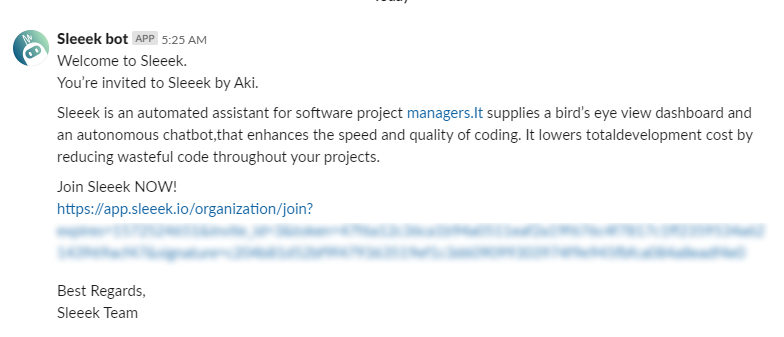 Today
Sleeek bot APP 5:25 AM
Welcome to Sleeek.
You're invited to Sleeek by Aki.
Sleeek is an automated assistant for software project managers.It supplies a bird's eye view dashboard and
an autonomous chatbot,that enhances the speed and quality of coding. It lowers totaldevelopment cost by
reducing wasteful code throughout your projects.
Join Sleeek NOW!
https://app.sleeek.io/organization/join?
Best Regards,
Sleeek Team